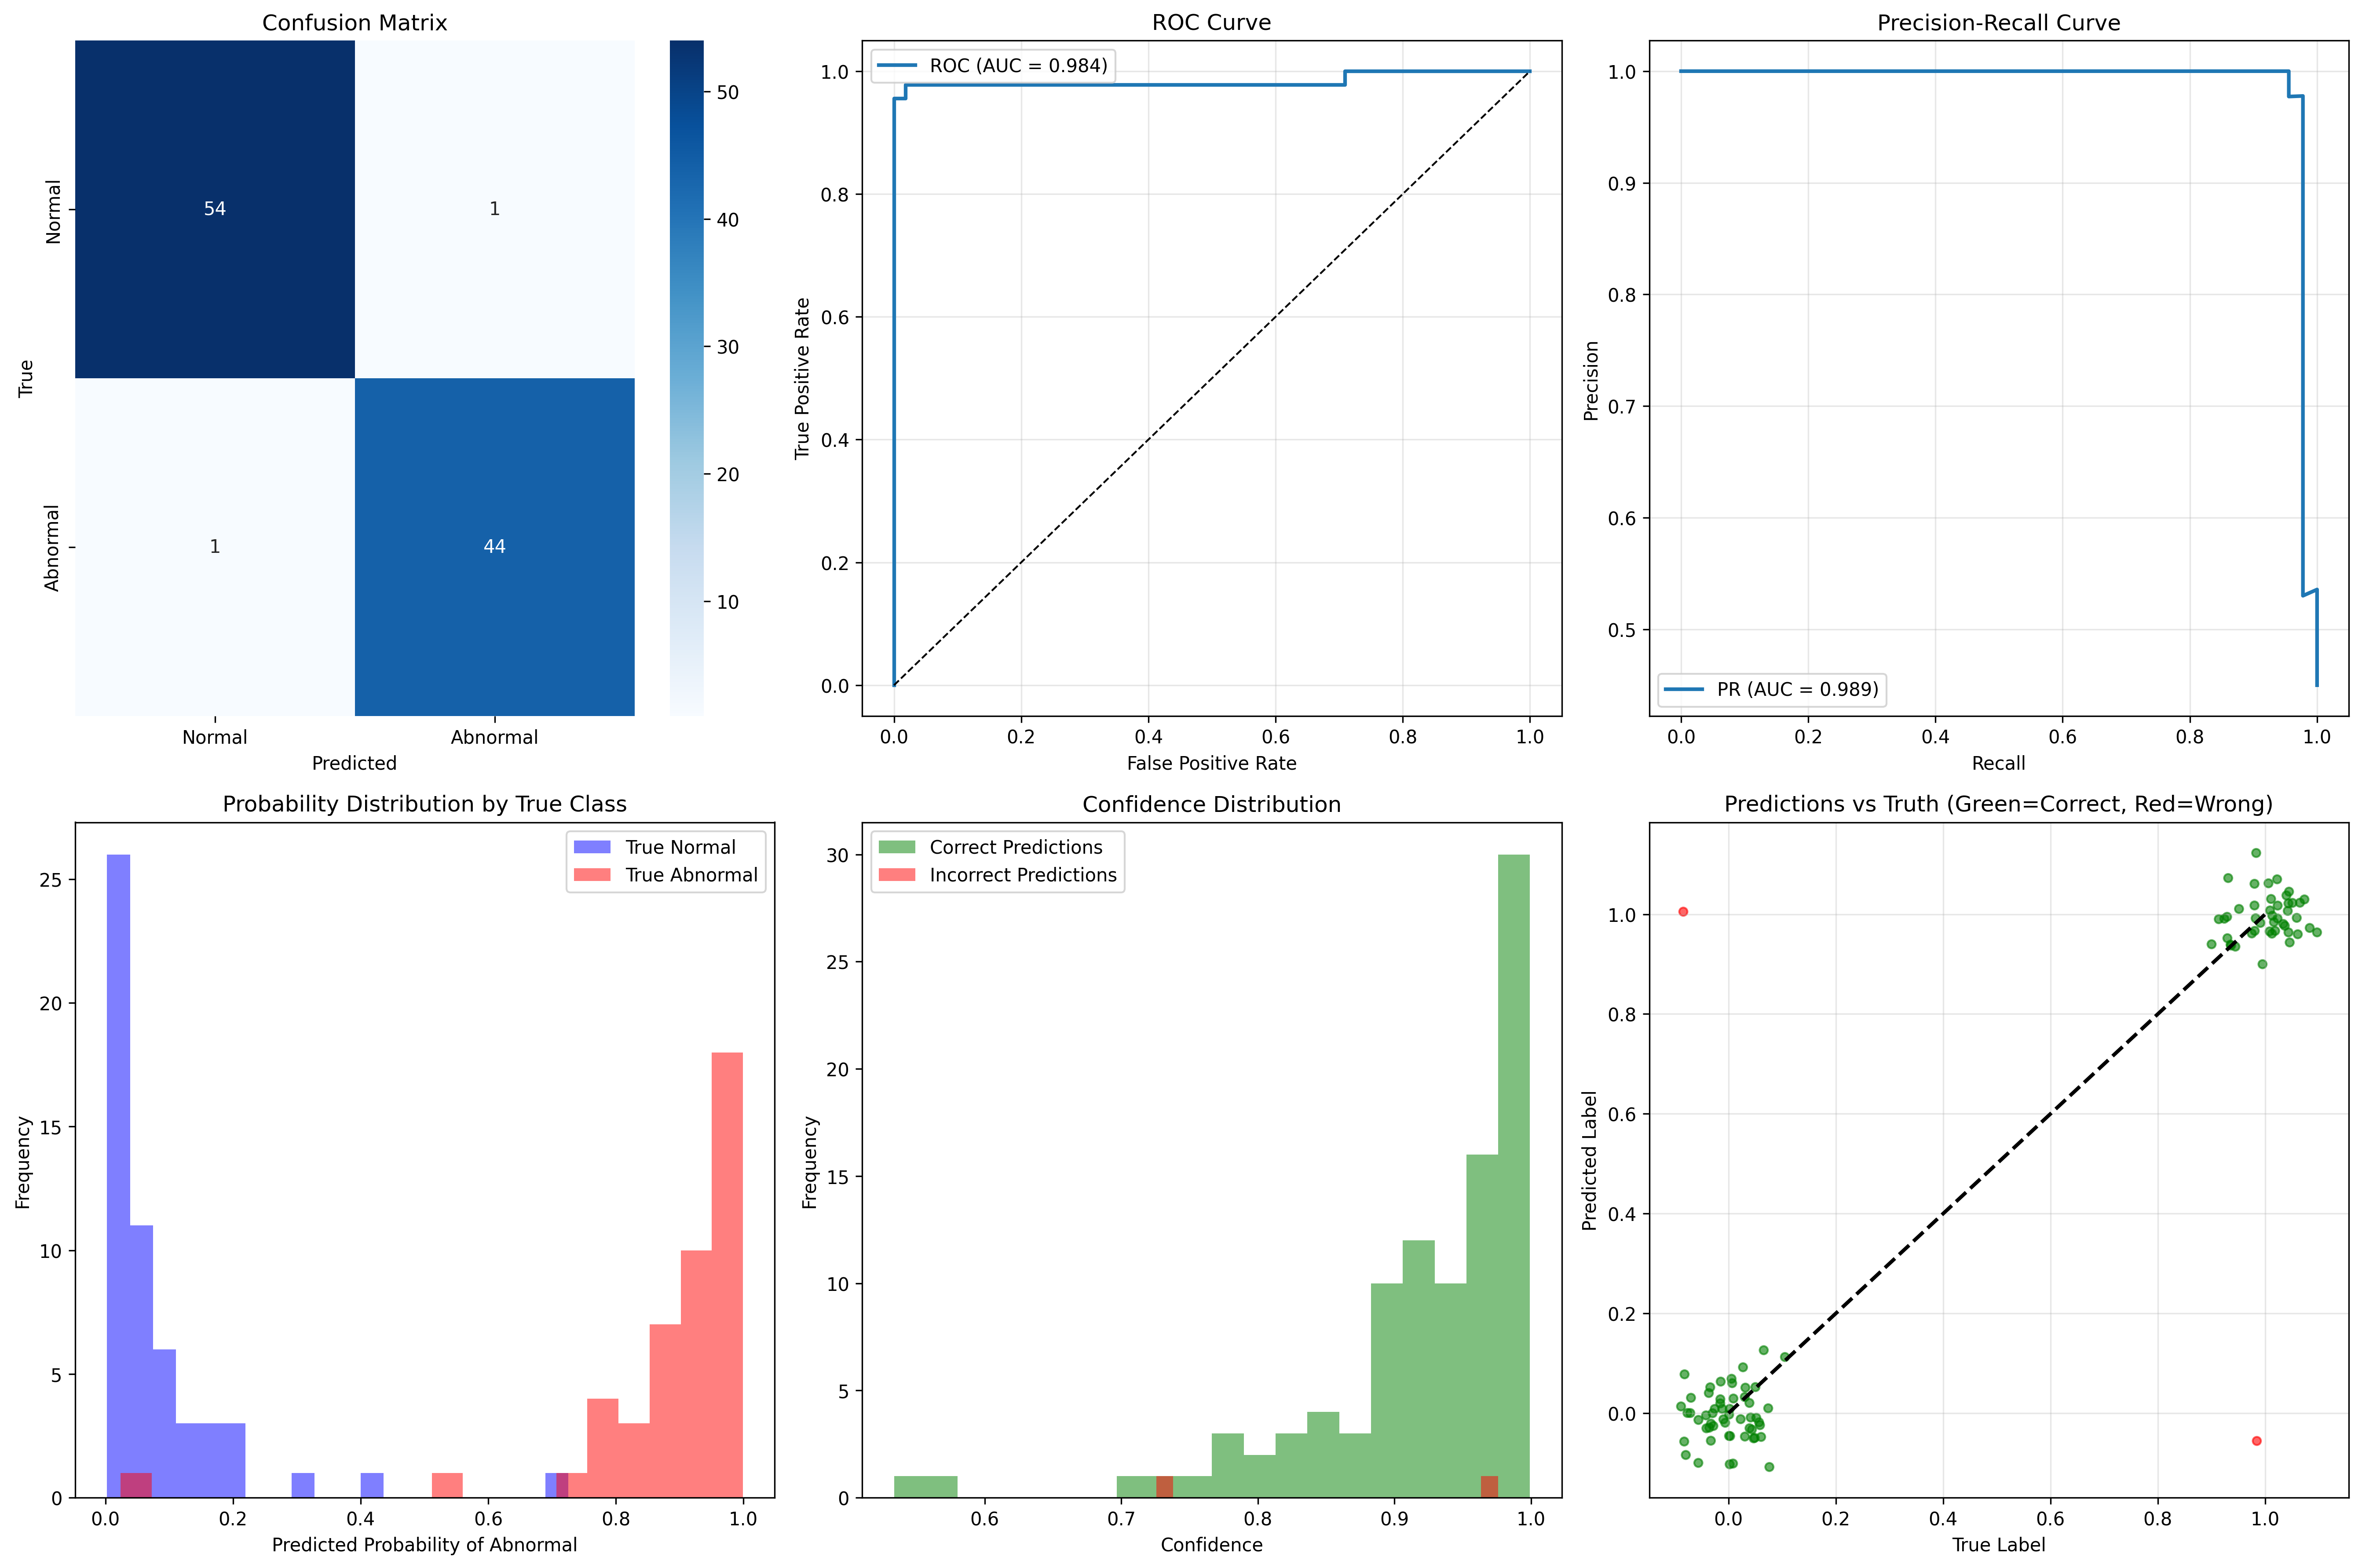 Confusion Matrix
Normal
Abnormal
True
54
1
1
44
Normal
Abnormal
Predicted
50
40
30
20
10
ROC Curve
ROC (AUC = 0.984)
1.0
0.8
0.6
0.4
0.2
0.0
True Positive Rate
0.0
0.2
0.4
0.6
0.8
1.0
False Positive Rate
Precision-Recall Curve
1.0
0.9
0.8
0.7
0.6
0.5
Precision
PR (AUC = 0.989)
0.0
0.2
0.4
0.6
0.8
1.0
Recall
Probability Distribution by True Class
True Normal
True Abnormal
25
20
15
10
5
0
Frequency
0.0
0.2
0.4
0.6
0.8
1.0
Predicted Probability of Abnormal
Confidence Distribution
Correct Predictions
Incorrect Predictions
30
25
20
15
10
5
0
Frequency
0.6
0.7
0.8
0.9
1.0
Confidence
Predictions vs Truth (Green=Correct, Red=Wrong)
1.0
0.8
0.6
0.4
0.2
0.0
Predicted Label
0.0
0.2
0.4
0.6
0.8
1.0
True Label